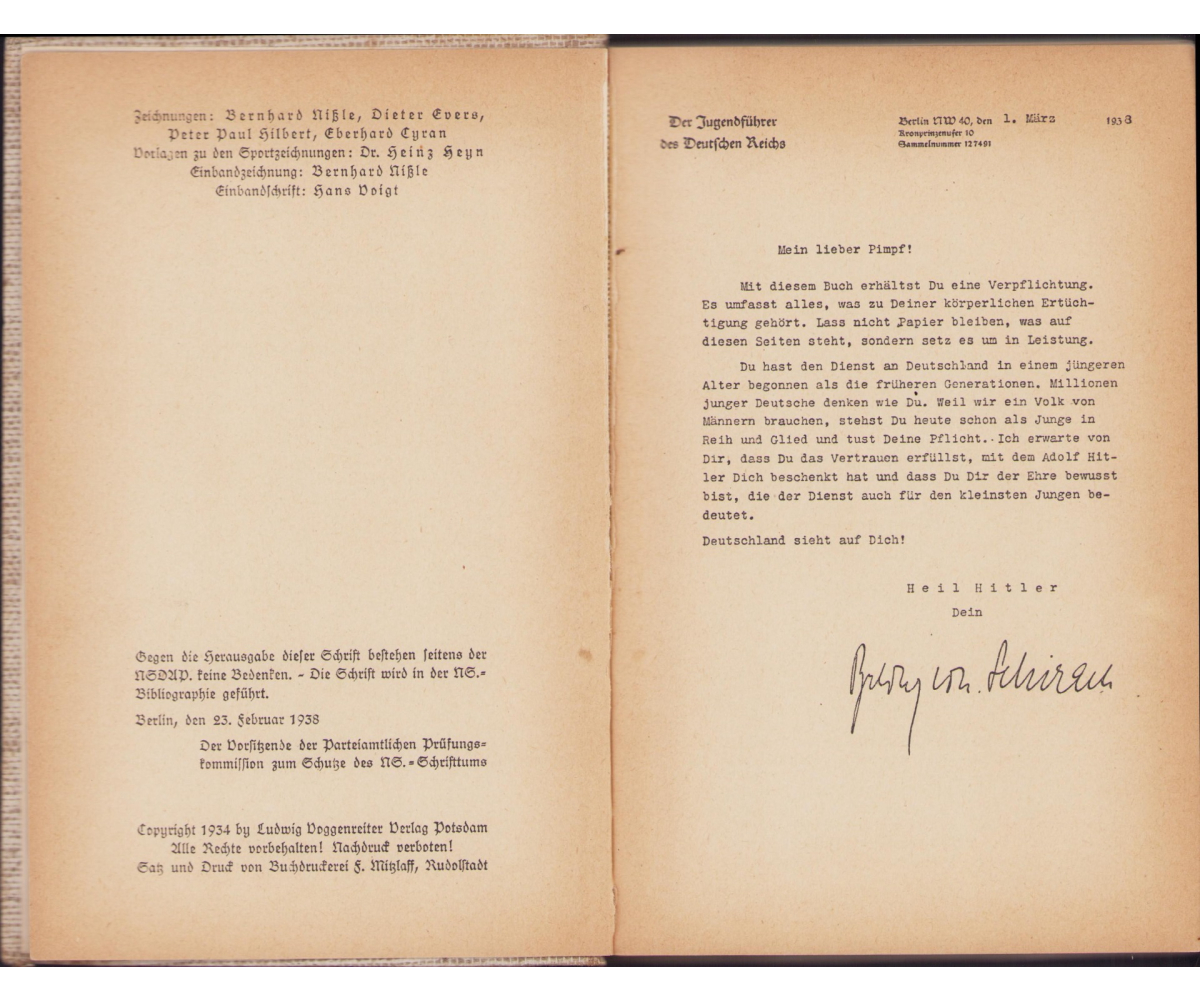 Zeichnungen: Bernhard Nißle, Dieter Evers,
Peter Paul Hilbert, Eberhard Cyran
Vorlagen zu den Sportzeichnungen: Dr. Heinz Heyn
Einbandzeichnung: Bernhard Nißle
Einbandschrift: Hans Voigt
Gegen die Herausgabe dieser Schrift bestehen seitens der
NSDAP. keine Bedenken. - Die Schrift wird in der NS.=
Bibliographie geführt.
Berlin, den 23. Februar 1938
Der Vorsitzende der Parteiamtlichen Prüfungs=
kommission zum Schutze des NS.=Schrifttums
Copyright 1934 by Ludwig Voggenreiter Verlag Potsdam
Alle Rechte vorbehalten! Nachdruck verboten!
Satz und Druck von Buchdruckerei F. Mitzlaff, Rudolstadt
Der Jugendführer
des Deutschen Reichs
Berlin NW 40, den 1. März 1938
Kronprinzenufer 10
Sammelnummer 127491
Mein lieber Pimpf!
Mit diesem Buch erhältst Du eine Verpflichtung.
Es umfasst alles, was zu Deiner körperlichen Ertüch-
tigung gehört. Lass nicht Papier bleiben, was auf
diesen Seiten steht, sondern setz es um in Leistung.
Du hast den Dienst an Deutschland in einem jüngeren
Alter begonnen als die früheren Generationen. Millionen
junger Deutsche denken wie Du. Weil wir ein Volk von
Männern brauchen, stehst Du heute schon als Junge in
Reih und Glied und tust Deine Pflicht. Ich erwarte von
Dir, dass Du das Vertrauen erfüllst, mit dem Adolf Hit-
ler Dich beschenkt hat und dass Du Dir der Ehre bewusst
bist, die der Dienst auch für den kleinsten Jungen be-
deutet.
Deutschland sieht auf Dich!
Heil Hitler
Dein
Baldur von Schirach